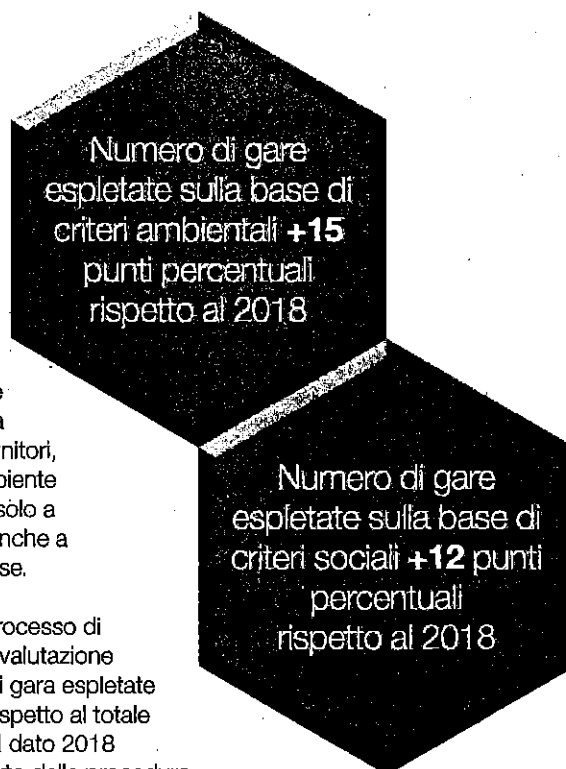 Numero di gare
espletate sulla base di
criteri ambientali +15
punti percentuali
rispetto al 2018
Numero di gare
espletate sulla base di
criteri sociali +12 punti
percentuali
rispetto al 2018
e
a
nitori,
biente
solo a
nche a
se.
rocesso di
valutazione
i gara espletate
spetto al totale
l dato 2018